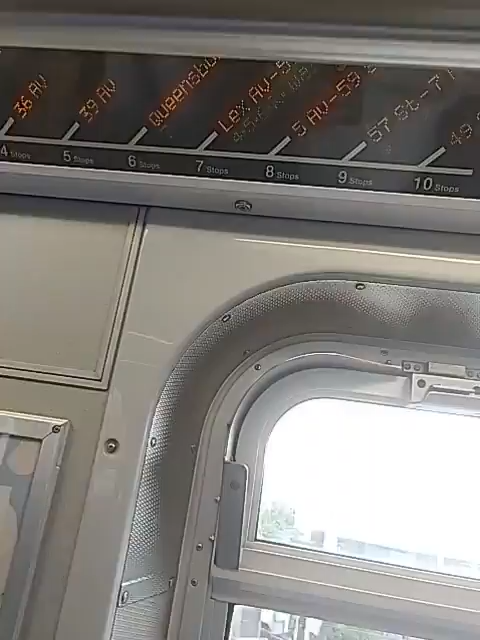 36 Av
39 Av
Queensbo
Lex Av-5
5 Av-59
57 St-7
49
4 Stops
5 Stops
6 Stops
7 Stops
8 Stops
9 Stops
10 Stops